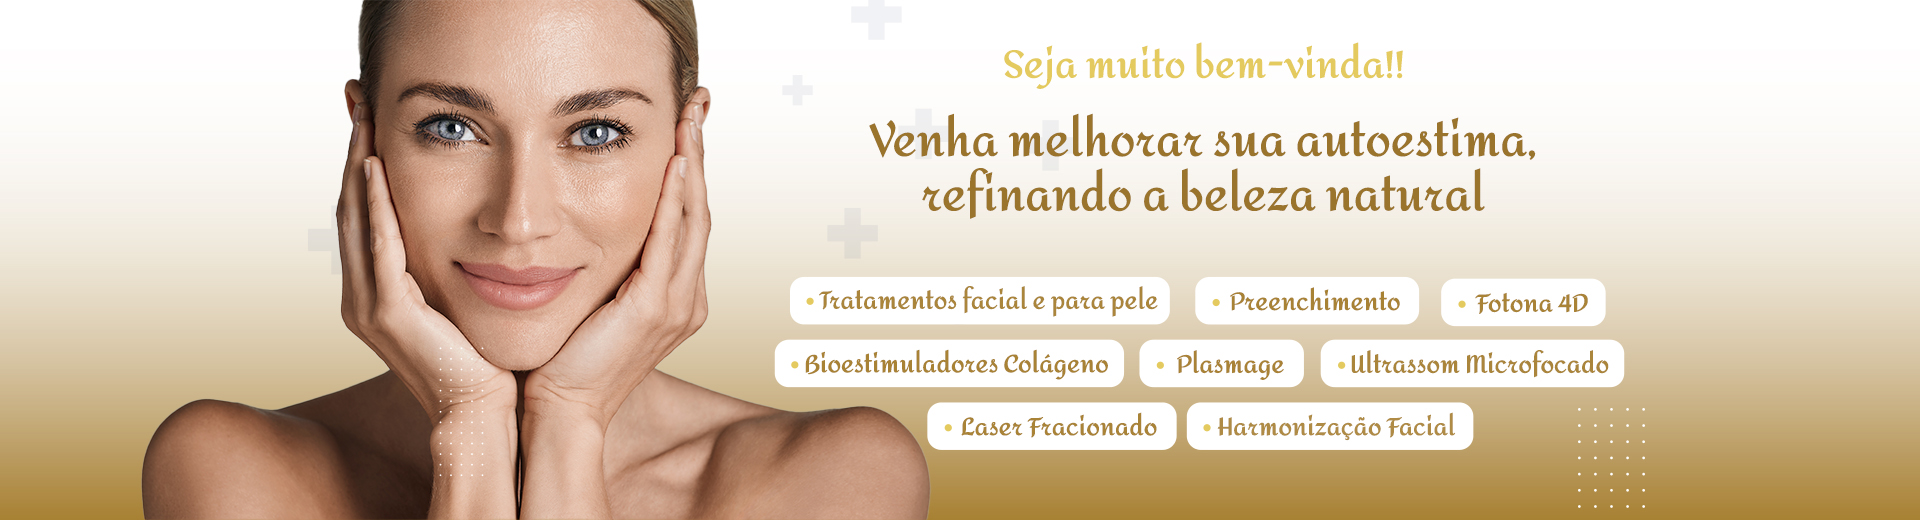 Seja muito bem-vinda!!
Venha melhorar sua autoestima,
refinando a beleza natural
• Tratamentos facial e para pele
• Preenchimento
• Fotona 4D
• Bioestimuladores Colágeno
• Plasmage
• Ultrassom Microfocado
• Laser Fracionado
• Harmonização Facial